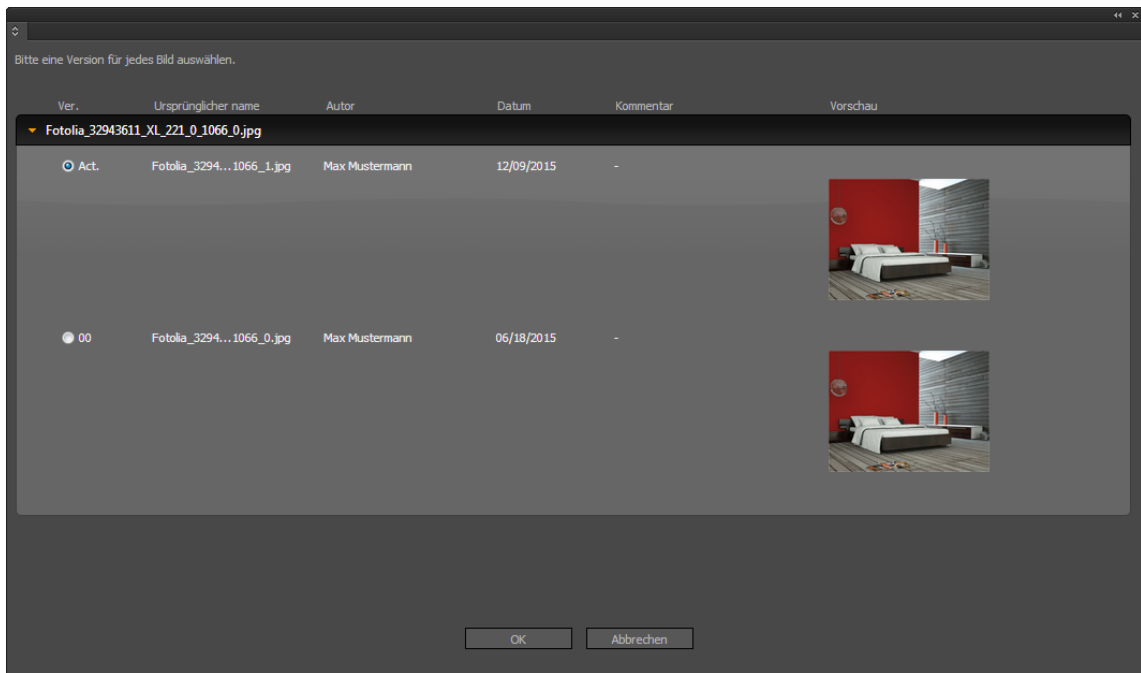 Bitte eine Version für jedes Bild auswählen.
Ver. Ursprünglicher name Autor Datum Kommentar Vorschau
Fotolia_32943611_XL_221_0_1066_0.jpg
Act. Fotolia_3294...1066_1.jpg Max Mustermann 12/09/2015 -
00 Fotolia_3294...1066_0.jpg Max Mustermann 06/18/2015 -
OK Abbrechen